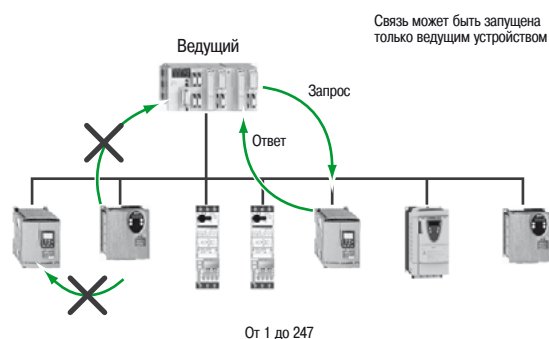 Связь может быть запущена
только ведущим устройством
Ведущий
Запрос
Ответ
От 1 до 247